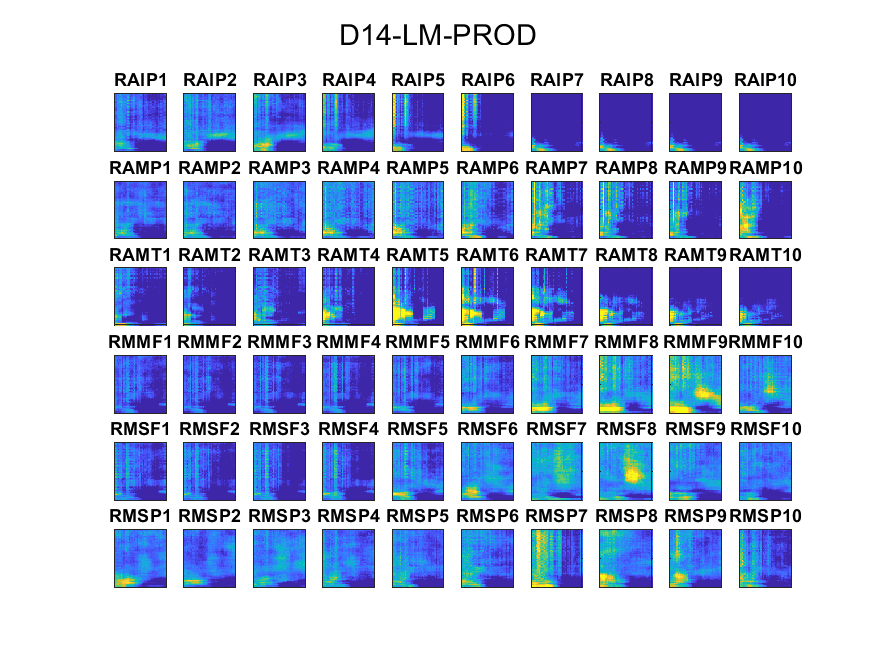 D14-LM-PROD
RAIP1 RAIP2 RAIP3 RAIP4 RAIP5 RAIP6 RAIP7 RAIP8 RAIP9 RAIP10
RAMP1 RAMP2 RAMP3 RAMP4 RAMP5 RAMP6 RAMP7 RAMP8 RAMP9 RAMP10
RAMT1 RAMT2 RAMT3 RAMT4 RAMT5 RAMT6 RAMT7 RAMT8 RAMT9 RAMT10
RMMF1 RMMF2 RMMF3 RMMF4 RMMF5 RMMF6 RMMF7 RMMF8 RMMF9 RMMF10
RMSF1 RMSF2 RMSF3 RMSF4 RMSF5 RMSF6 RMSF7 RMSF8 RMSF9 RMSF10
RMSP1 RMSP2 RMSP3 RMSP4 RMSP5 RMSP6 RMSP7 RMSP8 RMSP9 RMSP10